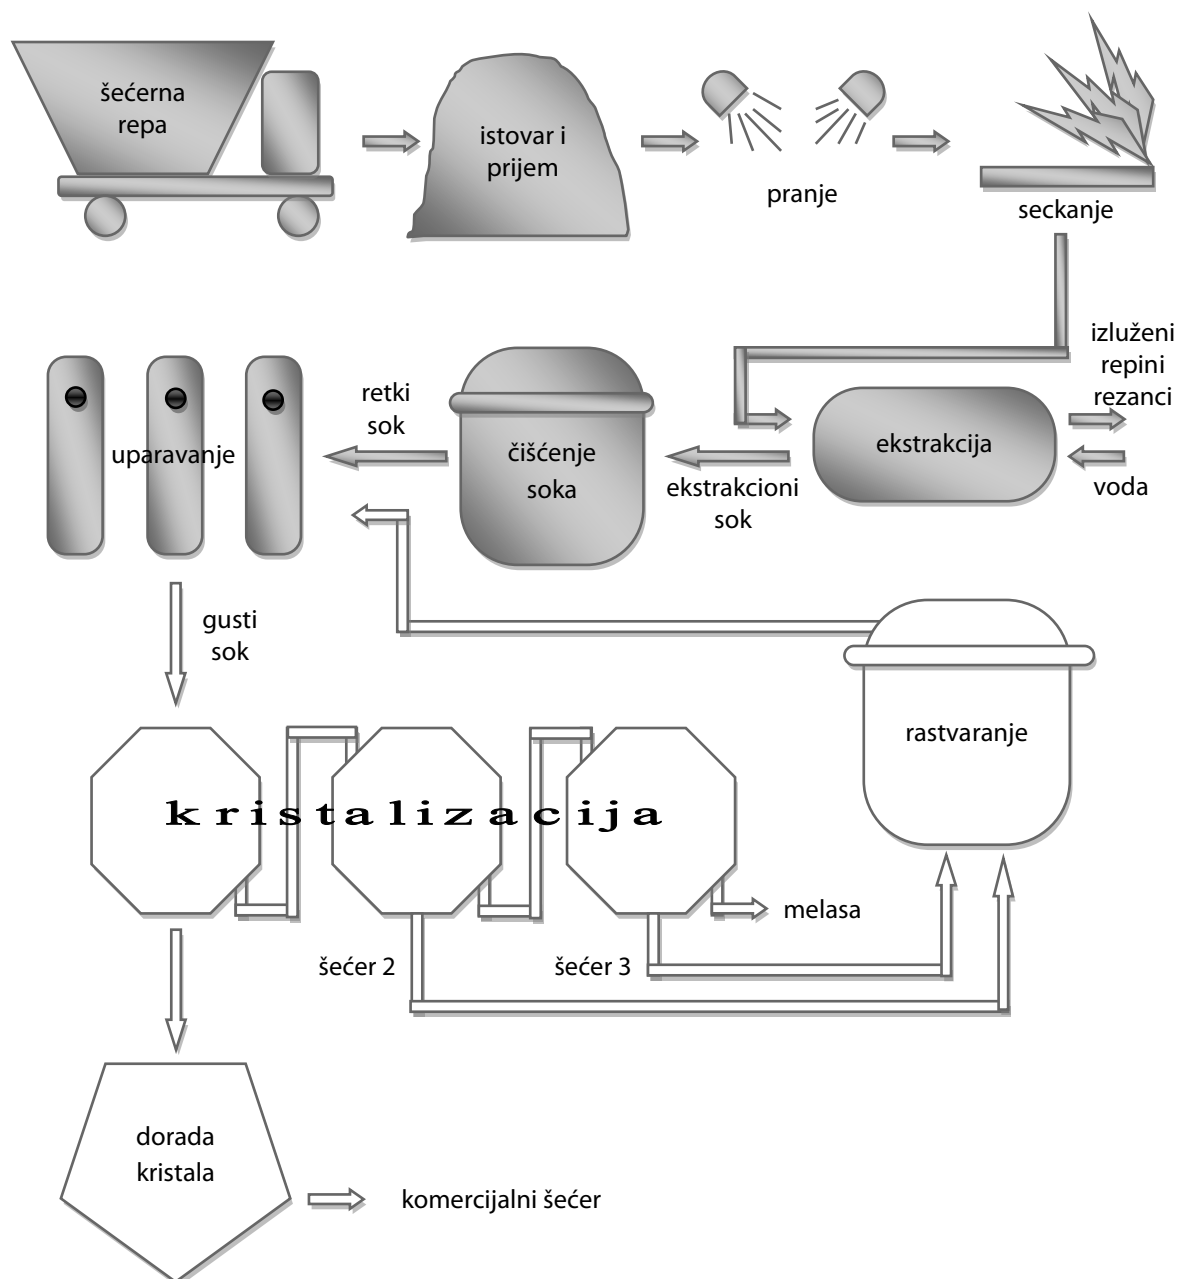 šećerna
repa
istovar i
prijem
pranje
seckanje
izluženi
repini
rezanci
voda
ekstrakcija
ekstrakcioni
sok
čišćenje
soka
retki
sok
uparavanje
gusti
sok
rastvaranje
kristalizacija
melasa
šećer 2
šećer 3
dorada
kristala
komercijalni šećer